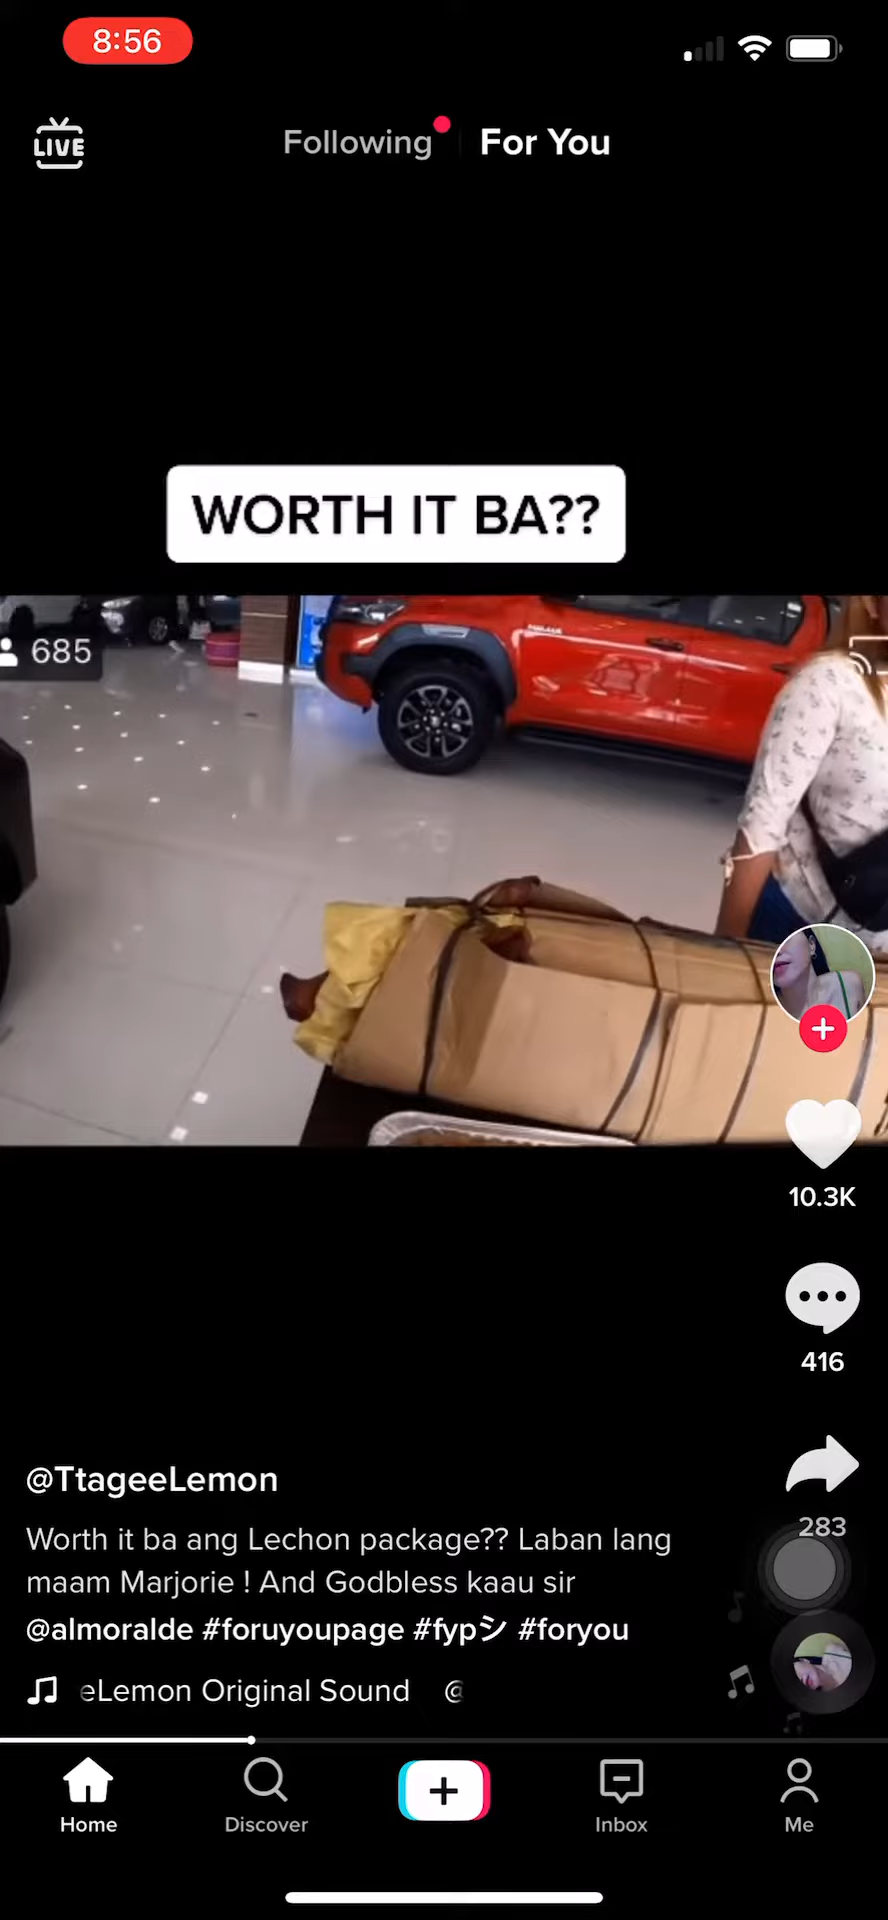 8:56
LIVE
Following
For You
WORTH IT BA??
685
10.3K
416
283
@TtageeLemon
Worth it ba ang Lechon package?? Laban lang
maam Marjorie ! And Godbless kaau sir
@almoralde #foruyoupage #fypシ #foryou
eLemon Original Sound @
Home
Discover
Inbox
Me